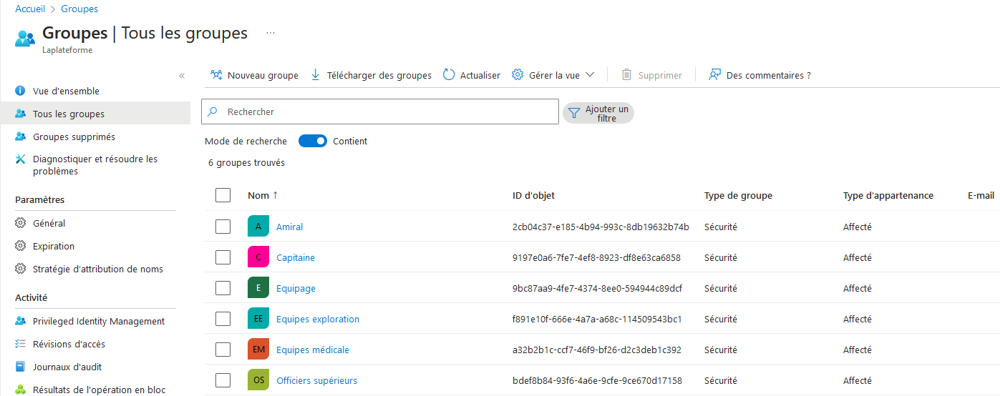 Accueil > Groupes
Groupes | Tous les groupes ...
Laplateforme
«
Vue d'ensemble
Tous les groupes
Groupes supprimés
Diagnostiquer et résoudre les
problèmes
Paramètres
Général
Expiration
Stratégie d'attribution de noms
Activité
Privileged Identity Management
Révisions d'accès
Journaux d'audit
Résultats de l'opération en bloc
Nouveau groupe Télécharger des groupes Actualiser Gérer la vue Supprimer Des commentaires ?
Rechercher
Ajouter un
filtre
Mode de recherche Contient
6 groupes trouvés
Nom ↑ ID d'objet Type de groupe Type d'appartenance E-mail
A Amiral 2cb04c37-e185-4b94-993c-8db19632b74b Sécurité Affecté
C Capitaine 9197e0a6-7fe7-4ef8-8923-df8e63ca6858 Sécurité Affecté
E Equipage 9bc87aa9-4fe7-4374-8ee0-594944c89dcf Sécurité Affecté
EE Equipes exploration f891e10f-666e-4a7a-a68c-114509543bc1 Sécurité Affecté
EM Equipes médicale a32b2b1c-ccf7-46f9-bf26-d2c3deb1c392 Sécurité Affecté
OS Officiers supérieurs bdef8b84-93f6-4a6e-9cfe-9ce670d17158 Sécurité Affecté